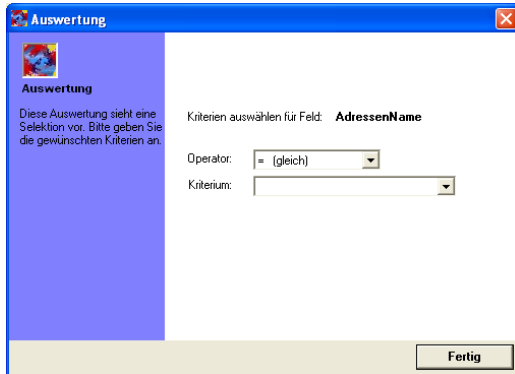 Auswertung
Auswertung
Diese Auswertung sieht eine
Selektion vor. Bitte geben Sie
die gewünschten Kriterien an.
Kriterien auswählen für Feld: AdressenName
Operator: = (gleich)
Kriterium:
Fertig